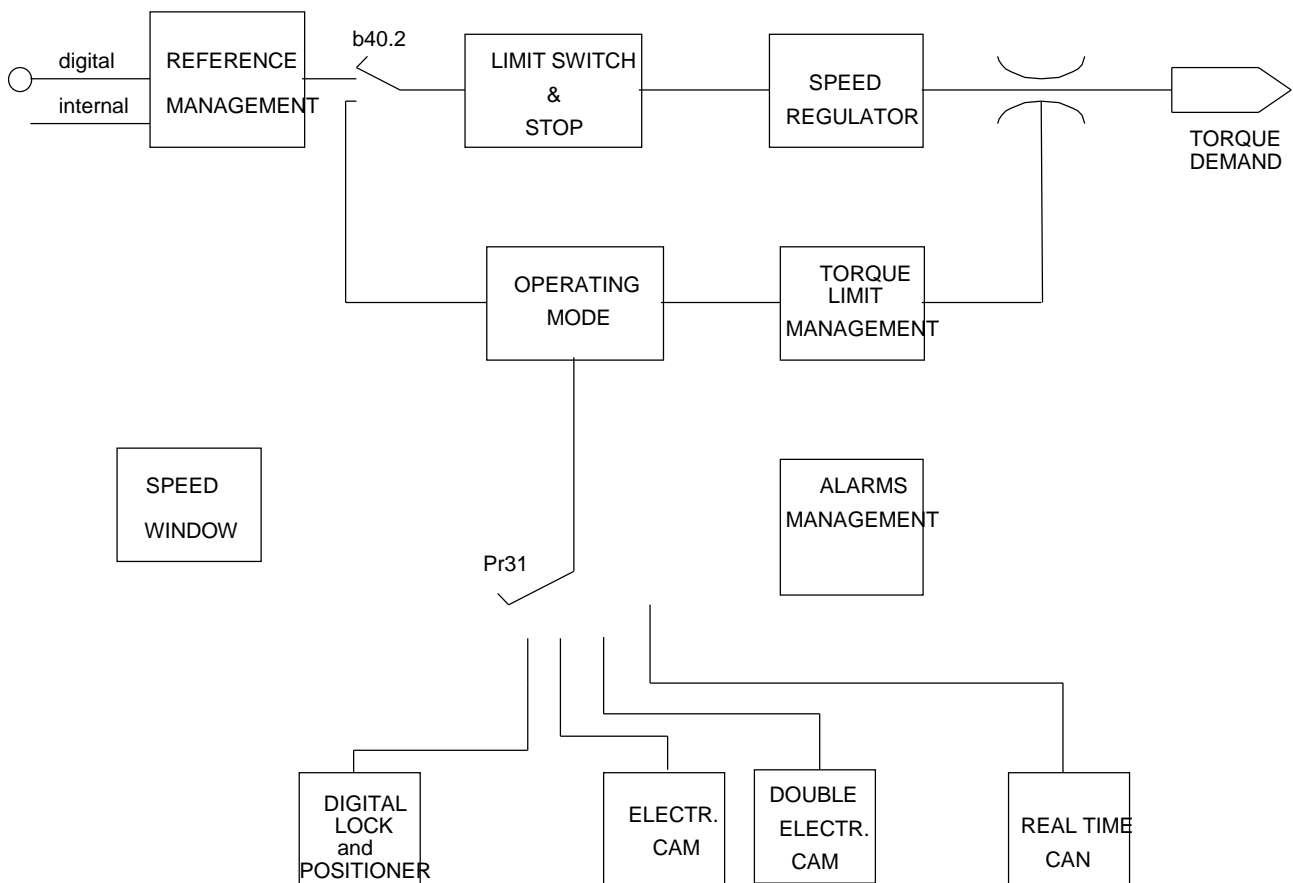 b40.2
digital
internal
REFERENCE
MANAGEMENT
LIMIT SWITCH
&
STOP
SPEED
REGULATOR
TORQUE
DEMAND
OPERATING
MODE
TORQUE
LIMIT
MANAGEMENT
SPEED
WINDOW
ALARMS
MANAGEMENT
Pr31
DIGITAL
LOCK
and
POSITIONER
ELECTR.
CAM
DOUBLE
ELECTR.
CAM
REAL TIME
CAN